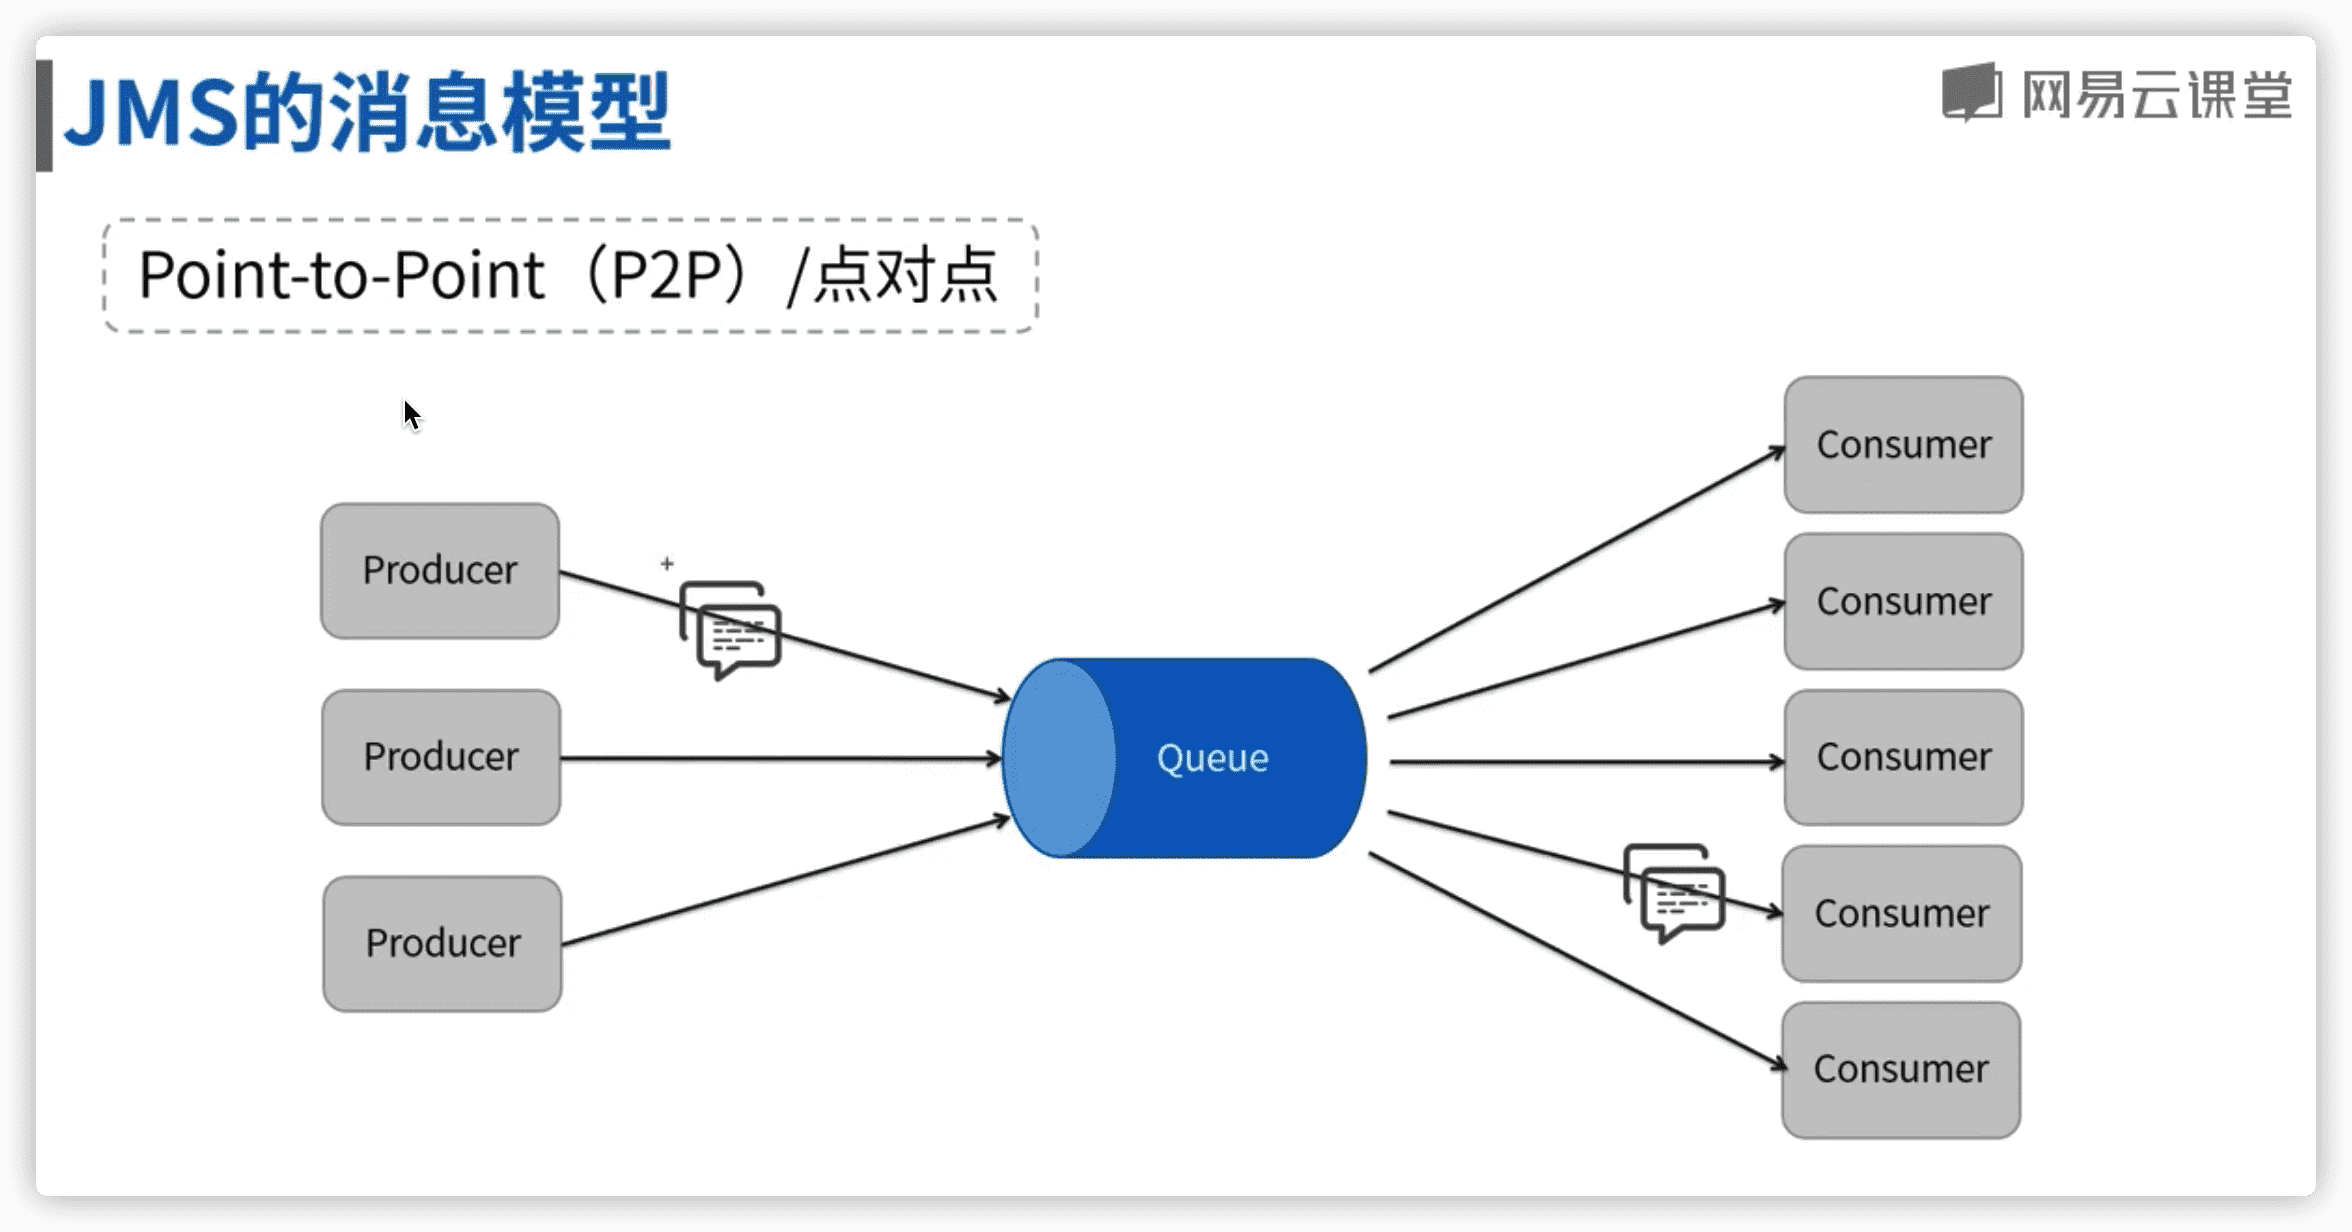 JMS的消息模型
网易云课堂
Point-to-Point（P2P）/点对点
Producer
Producer
Producer
Queue
Consumer
Consumer
Consumer
Consumer
Consumer